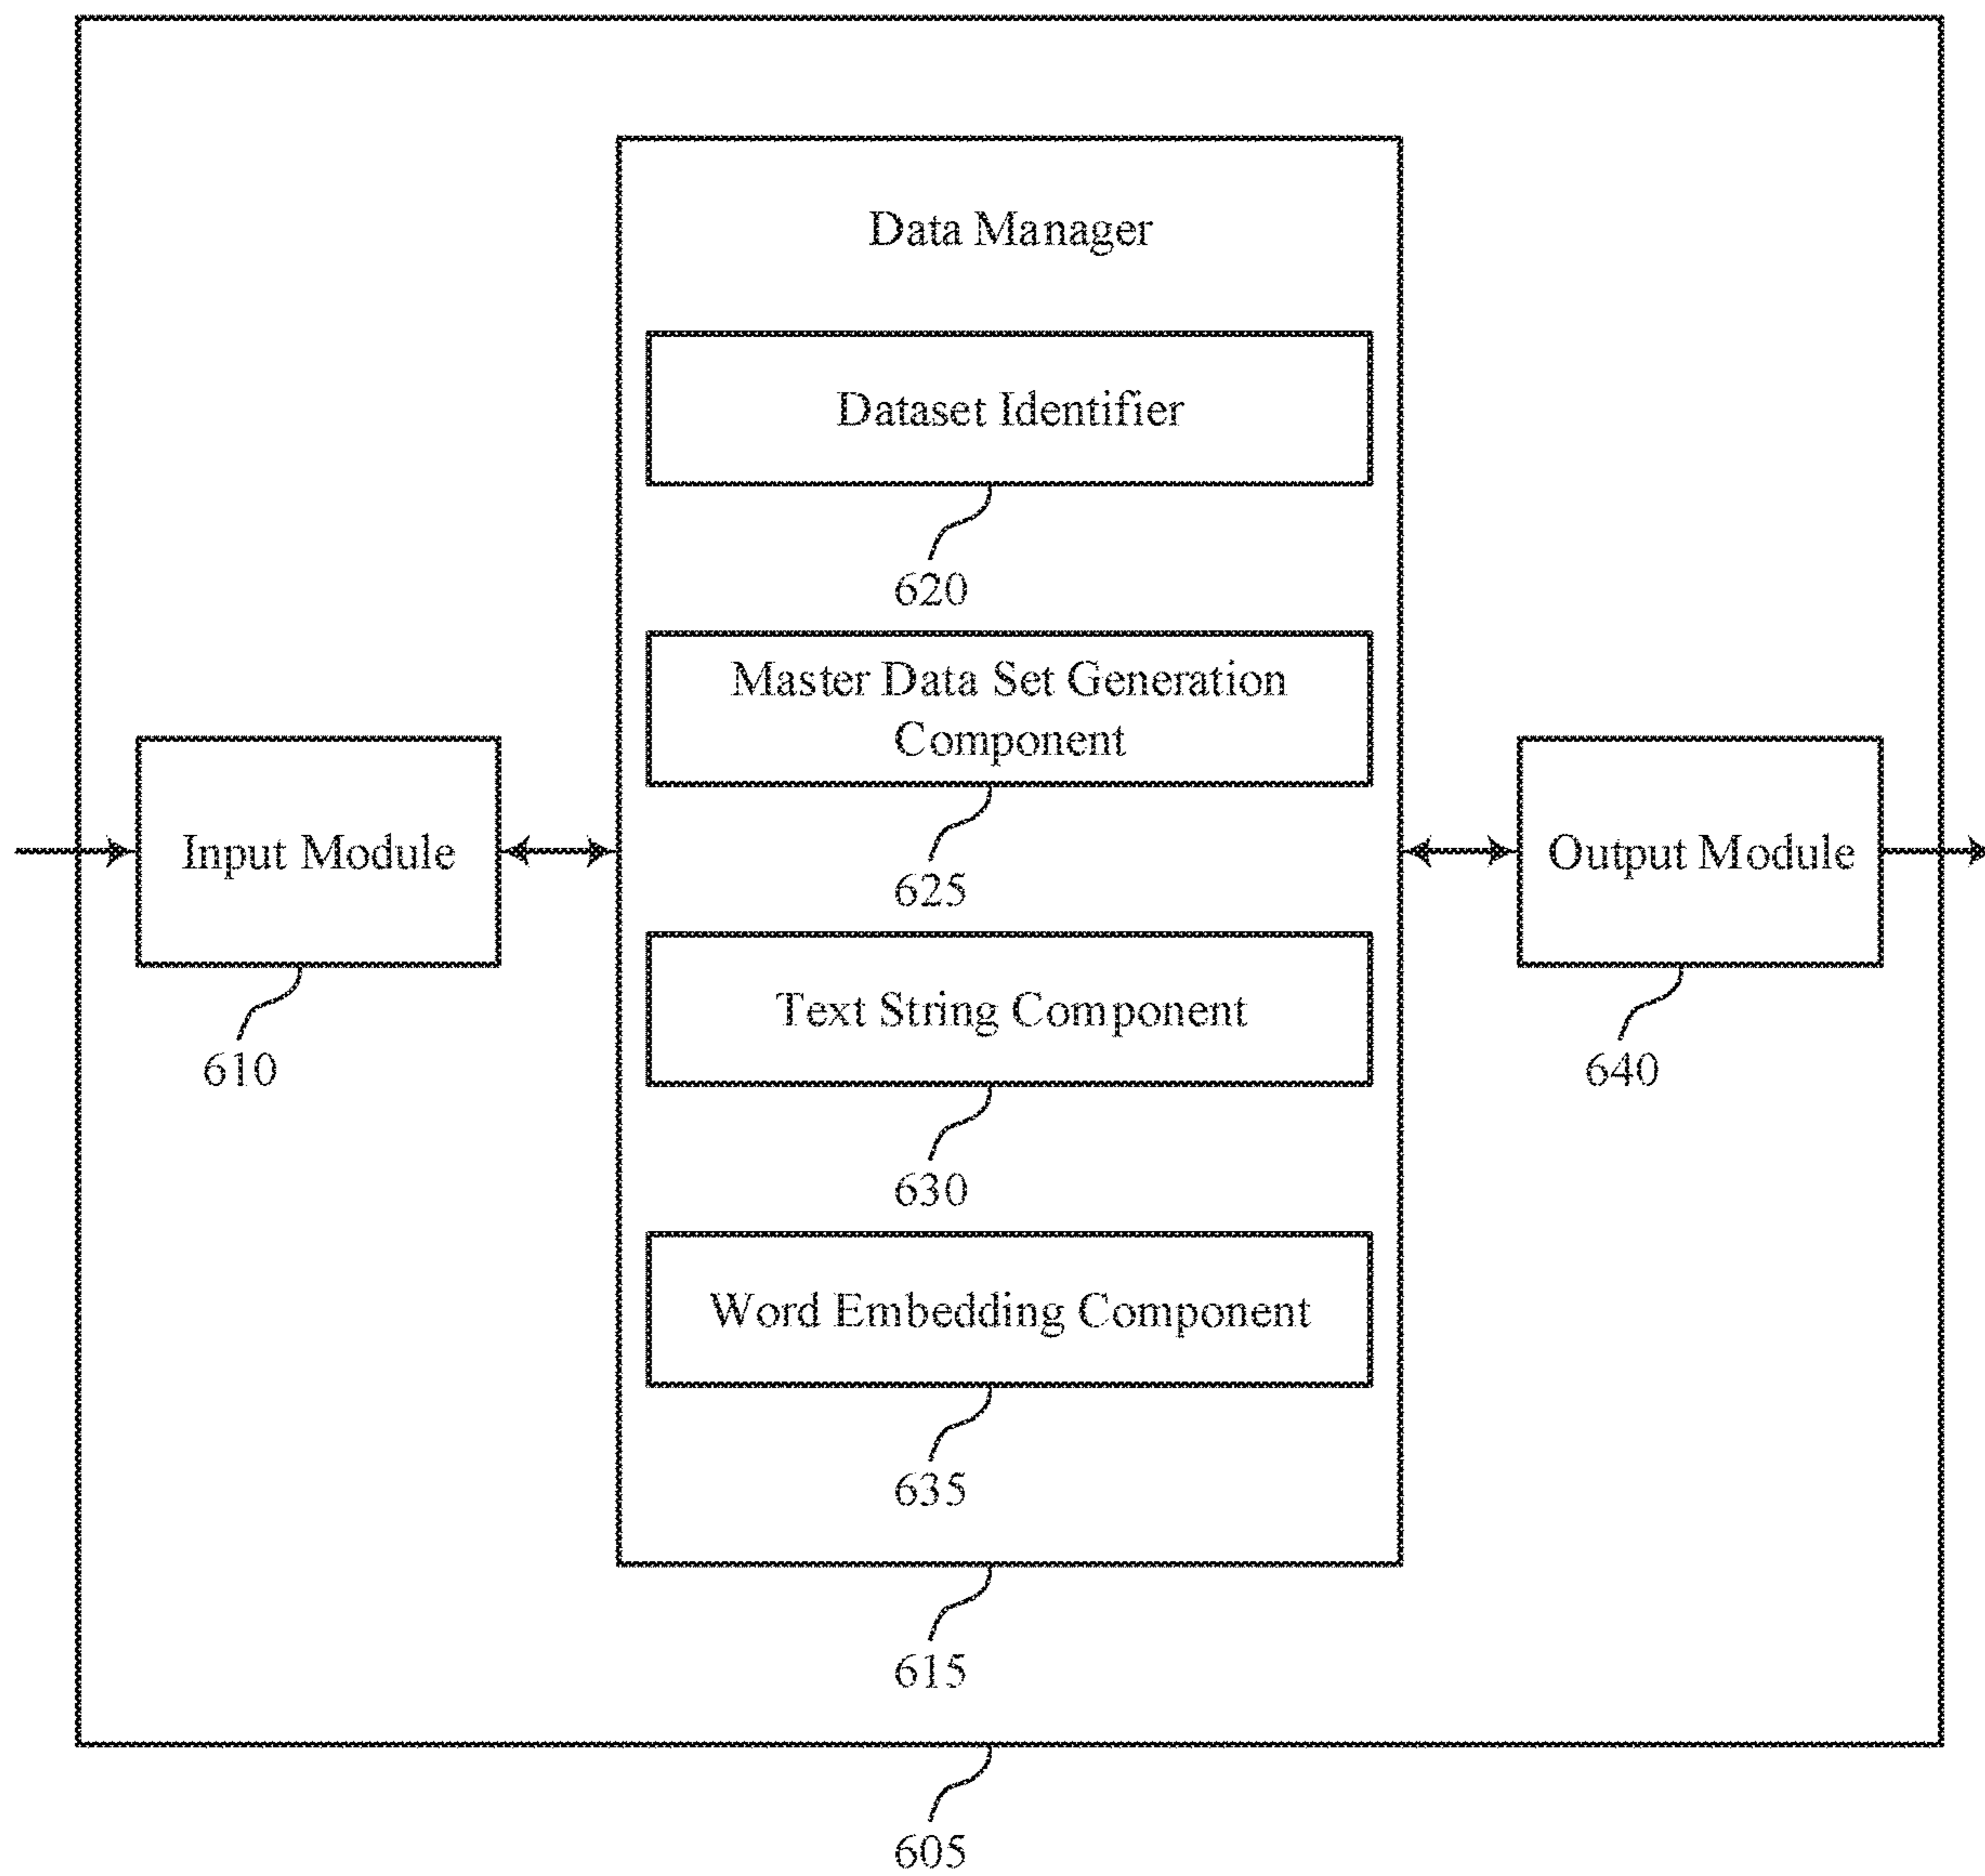 Data Manager
Dataset Identifier
620
Master Data Set Generation
Component
625
Input Module
610
Output Module
640
Text String Component
630
Word Embedding Component
635
615
605